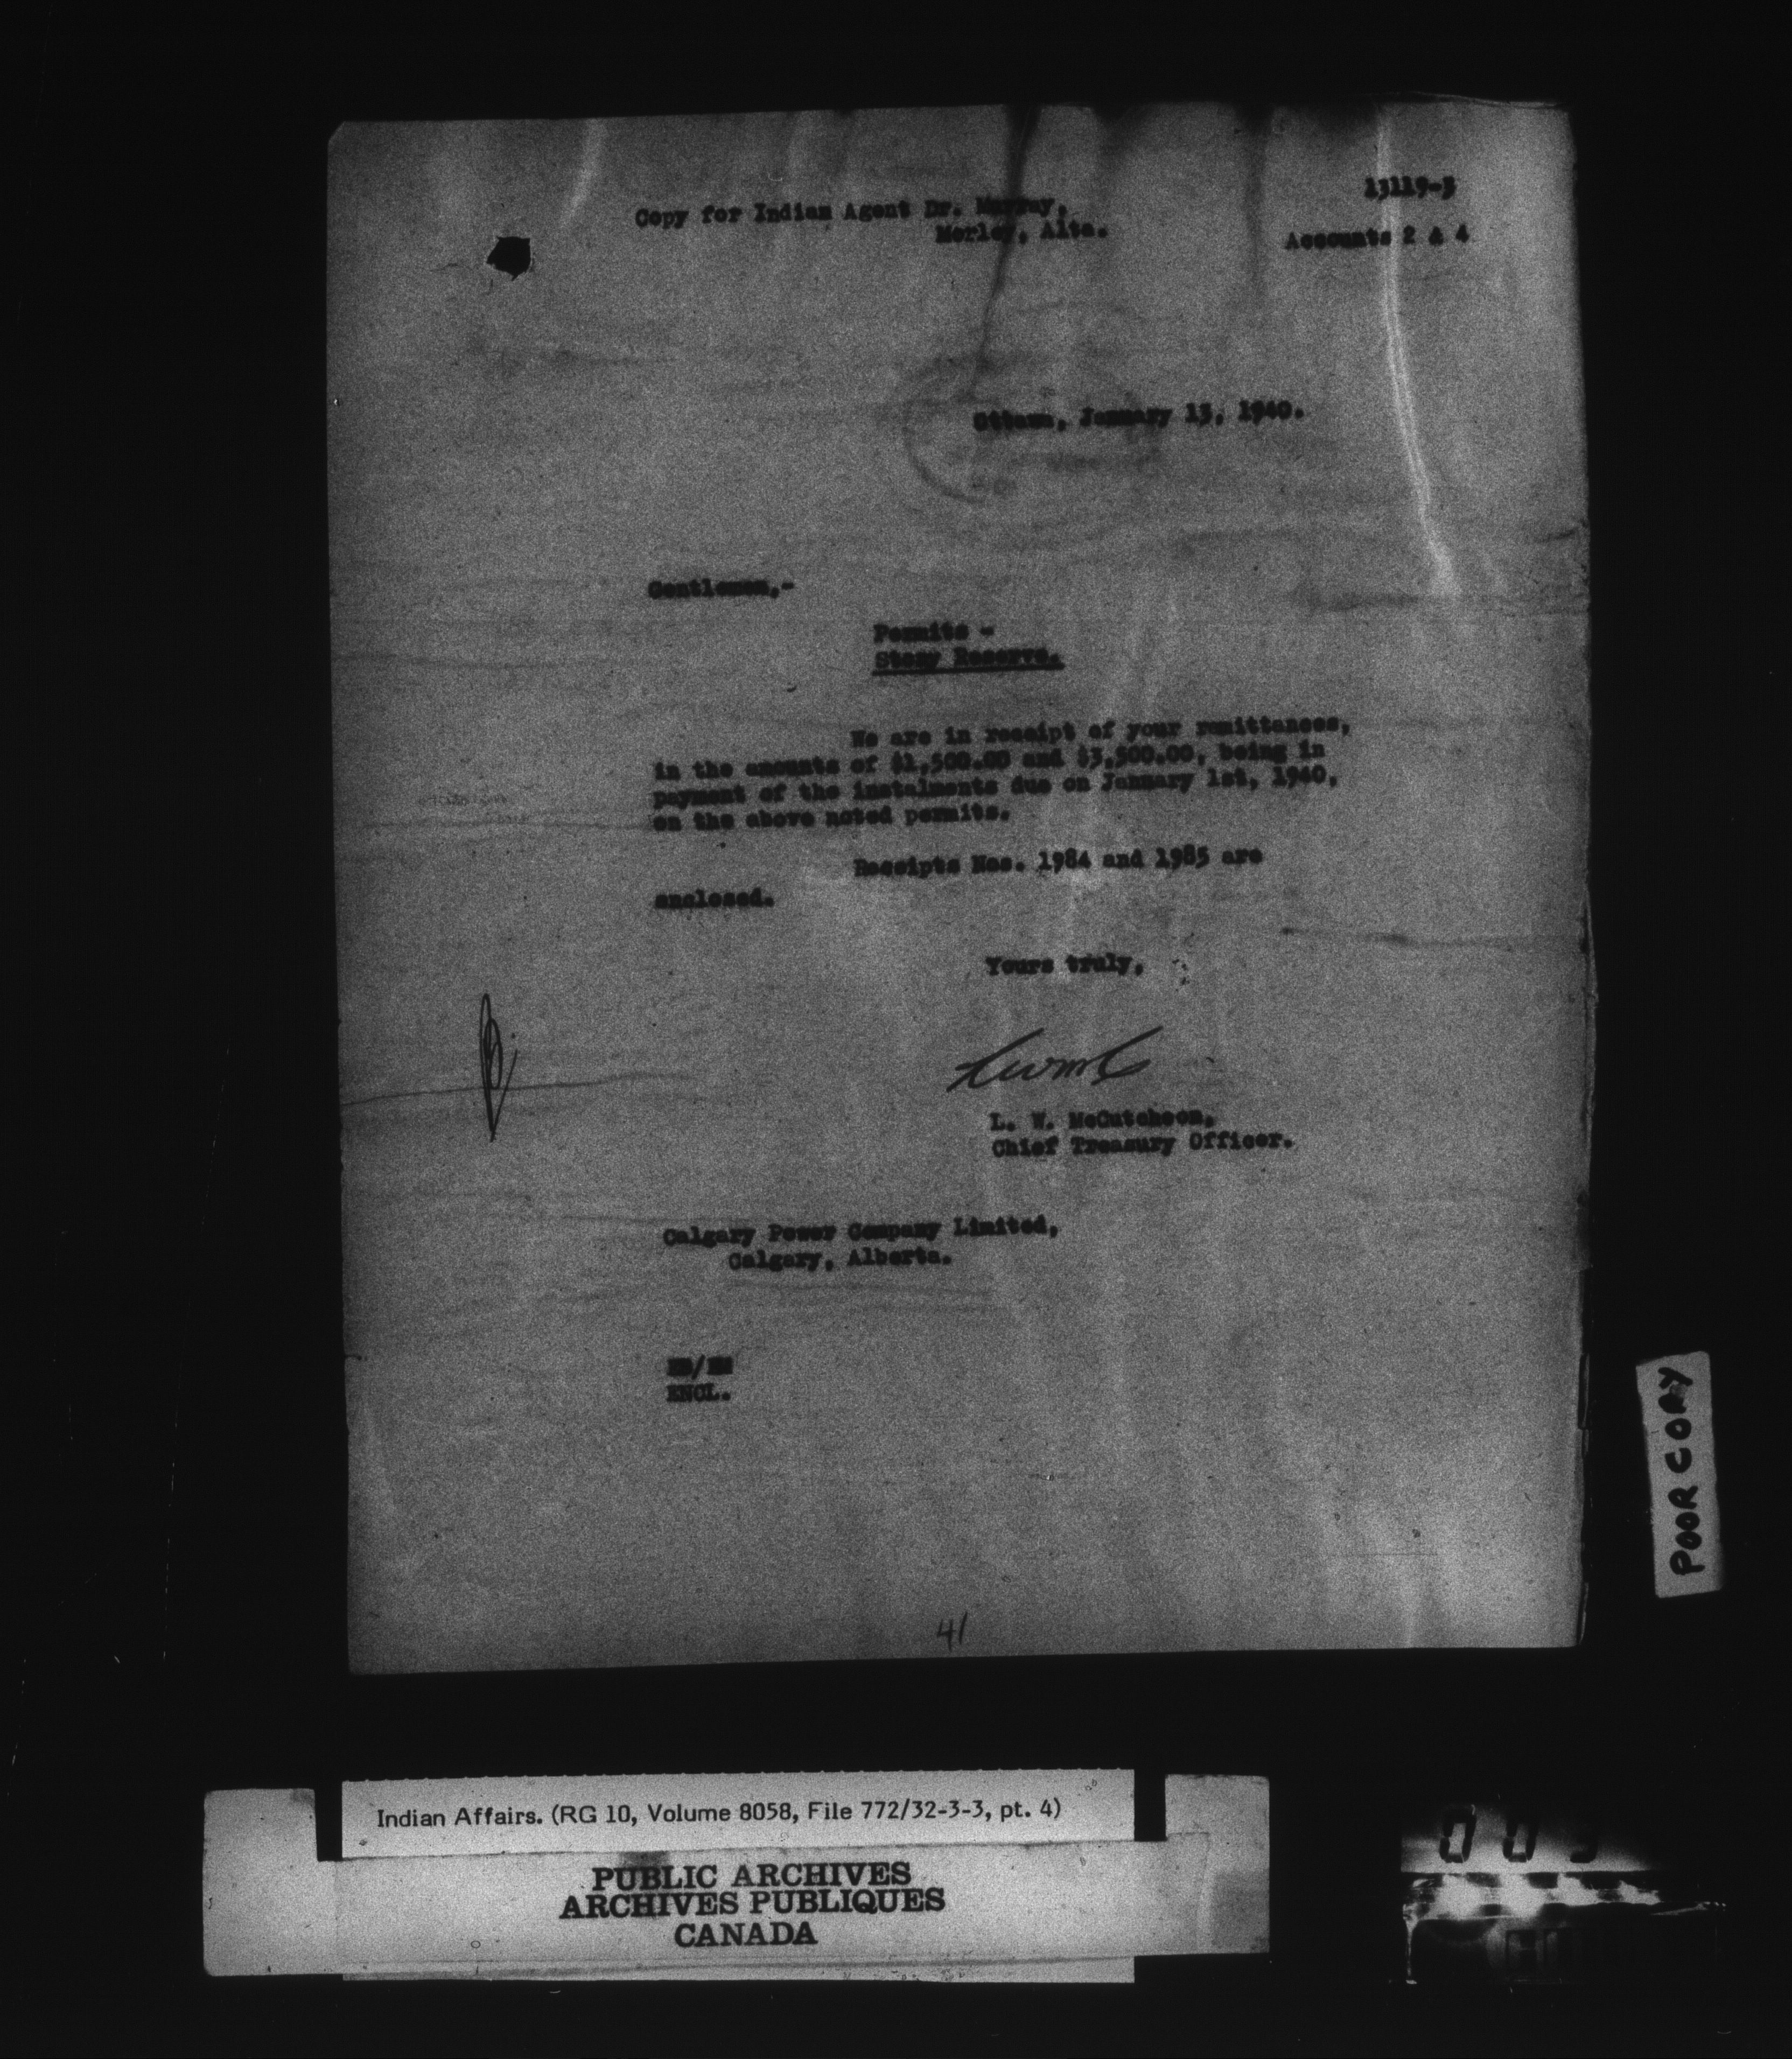 13119-3
Copy for Indian Agent Dr. Murray,
Morley, Alta.
Accounts 2 & 4
Ottawa, January 13, 1940.
Gentlemen,-
Permits -
Stony Reserve.
We are in receipt of your remittances,
in the amounts of $1,500.00 and $3,500.00, being in
payment of the instalments due on January 1st, 1940,
on the above noted permits.
Receipts Nos. 1984 and 1985 are
enclosed.
Yours truly,
L. W. McCutcheon,
Chief Treasury Officer.
Calgary Power Company Limited,
Calgary, Alberta.
ENCL.
41
POOR COPY
Indian Affairs. (RG 10, Volume 8058, File 772/32-3-3, pt. 4)
PUBLIC ARCHIVES
ARCHIVES PUBLIQUES
CANADA